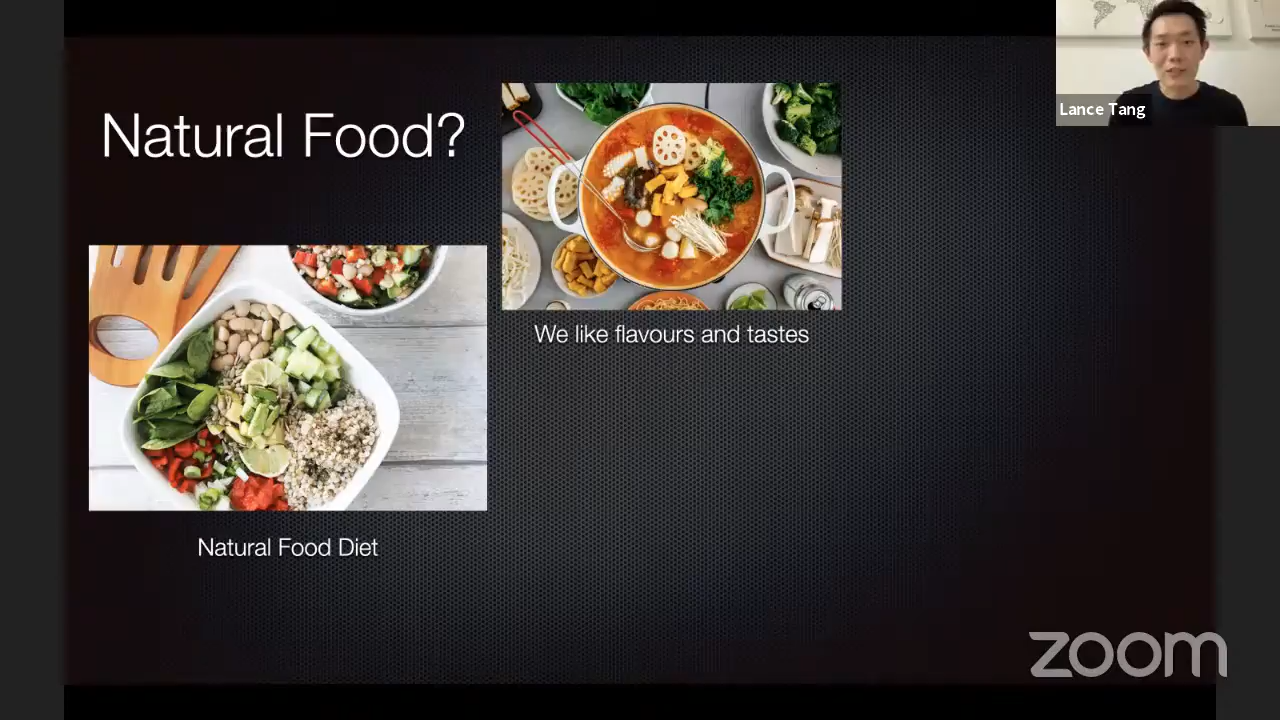 Natural Food?
Lance Tang
We like flavours and tastes
Natural Food Diet
zoom